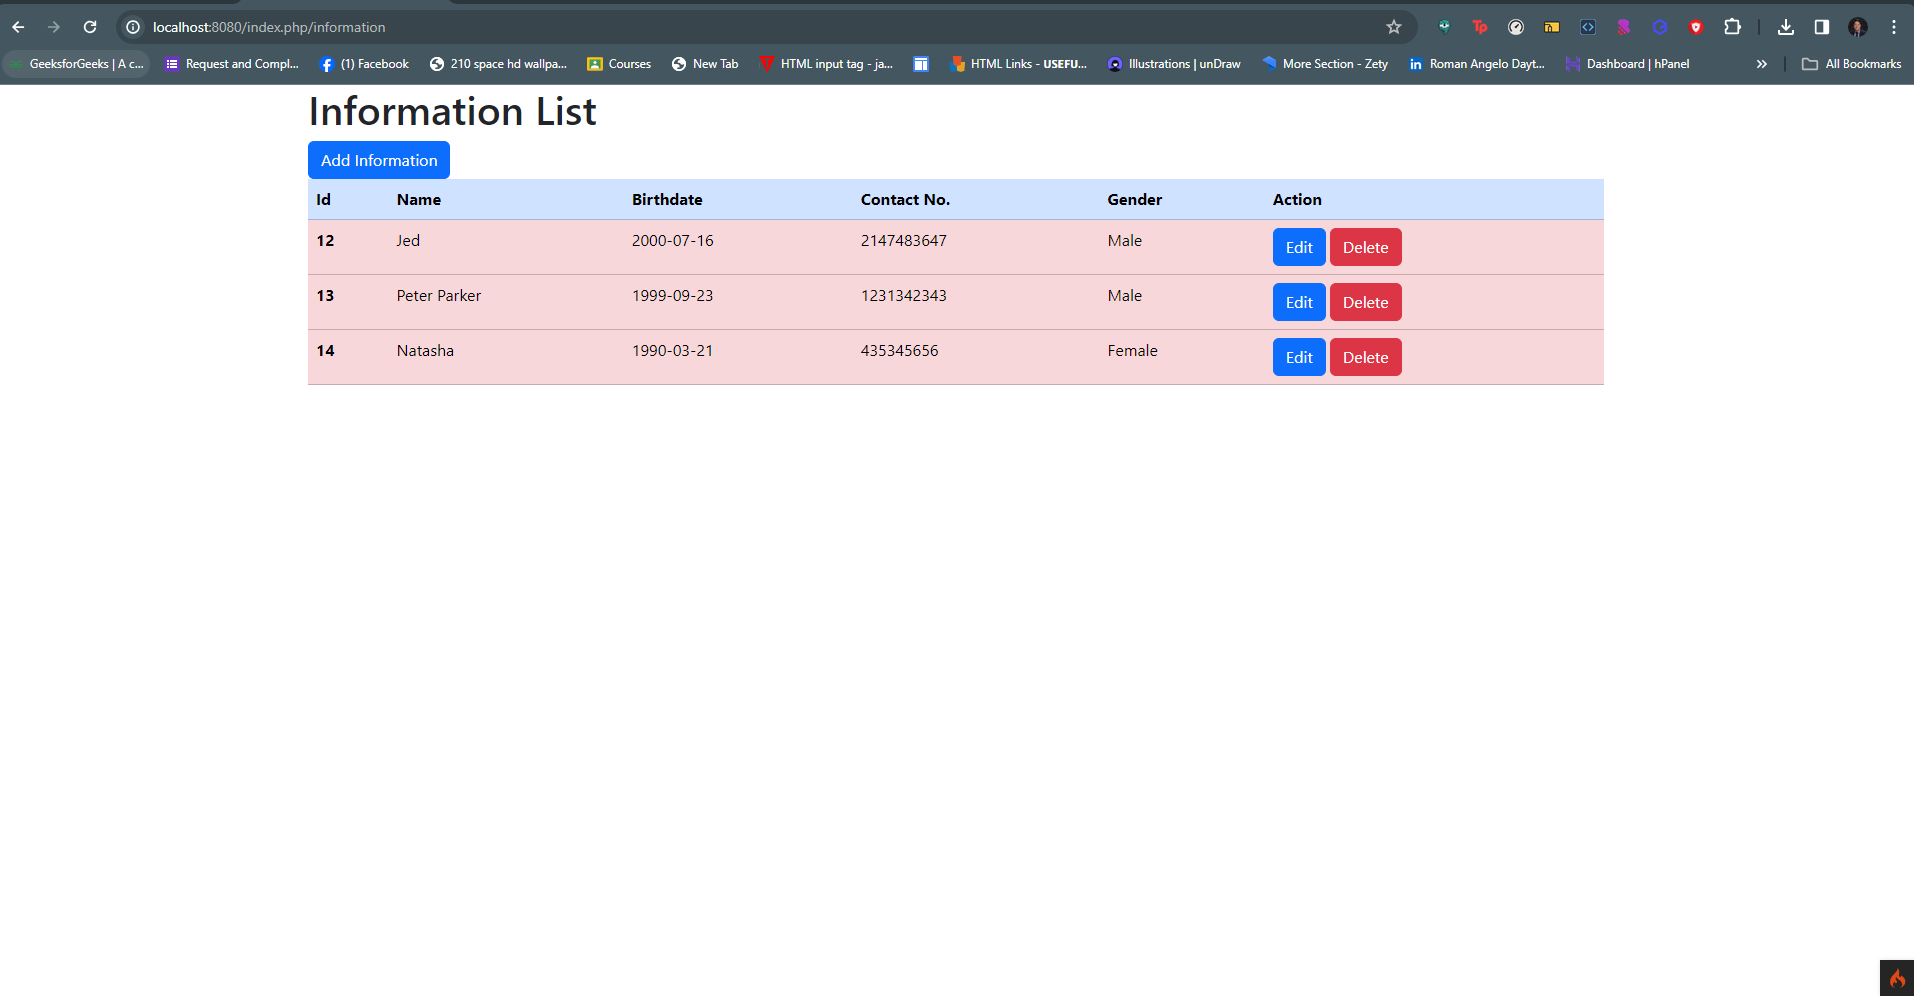 localhost:8080/index.php/information
GeeksforGeeks | A c... Request and Compl... (1) Facebook 210 space hd wallpa... Courses New Tab HTML input tag - ja... HTML Links - USEFU... Illustrations | unDraw More Section - Zety Roman Angelo Dayt... Dashboard | hPanel » All Bookmarks
Information List
Add Information
Id Name Birthdate Contact No. Gender Action
12 Jed 2000-07-16 2147483647 Male Edit Delete
13 Peter Parker 1999-09-23 1231342343 Male Edit Delete
14 Natasha 1990-03-21 435345656 Female Edit Delete